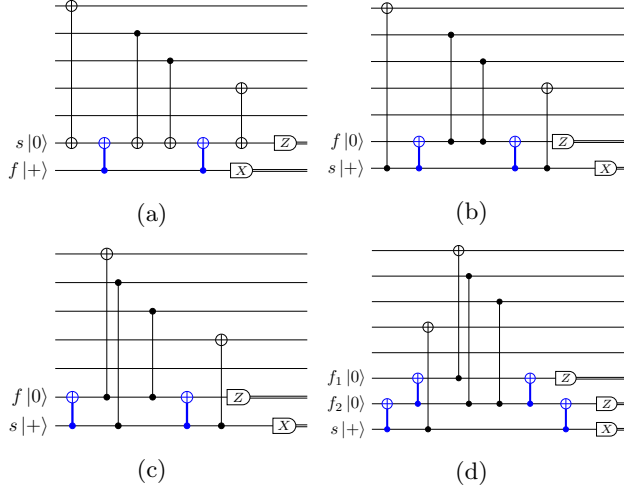 s |0⟩
Z
f |+⟩
X
(a)
f |0⟩
Z
s |+⟩
X
(b)
f |0⟩
Z
s |+⟩
X
(c)
f₁ |0⟩
Z
f₂ |0⟩
Z
s |+⟩
X
(d)